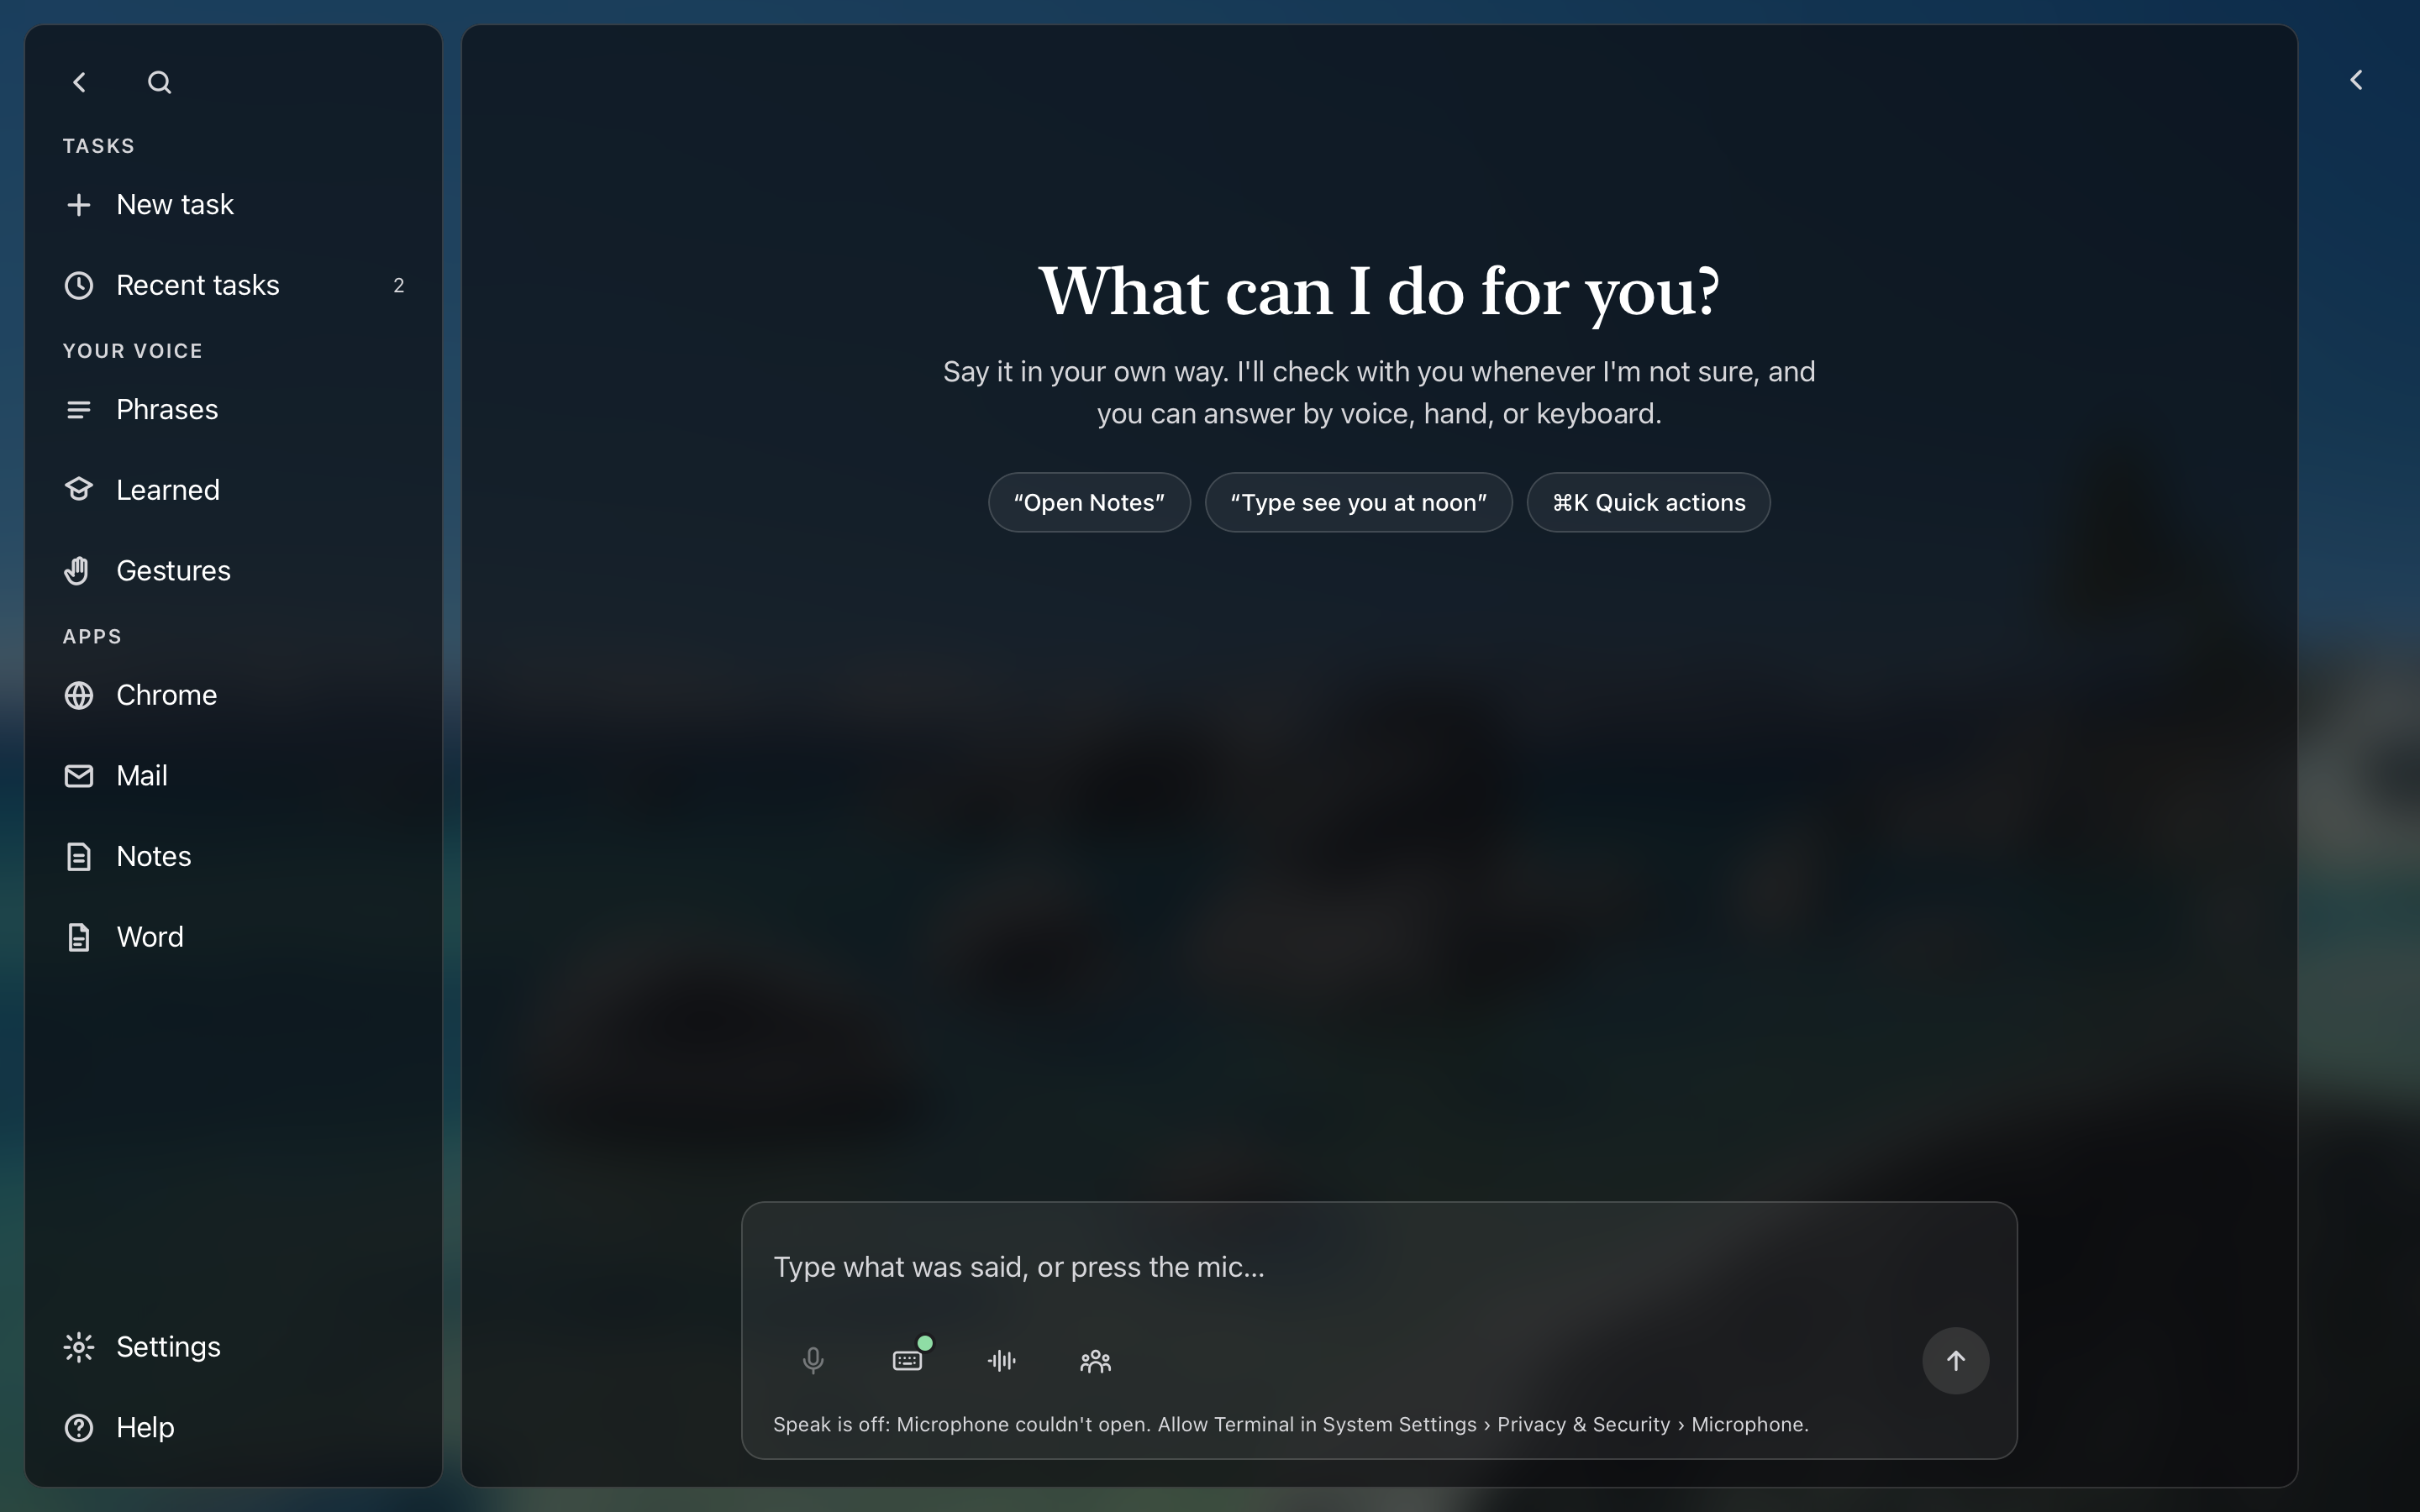 TASKS
New task
Recent tasks 2
YOUR VOICE
Phrases
Learned
Gestures
APPS
Chrome
Mail
Notes
Word
Settings
Help
What can I do for you?
Say it in your own way. I'll check with you whenever I'm not sure, and
you can answer by voice, hand, or keyboard.
“Open Notes” “Type see you at noon” ⌘K Quick actions
Type what was said, or press the mic...
Speak is off: Microphone couldn't open. Allow Terminal in System Settings › Privacy & Security › Microphone.